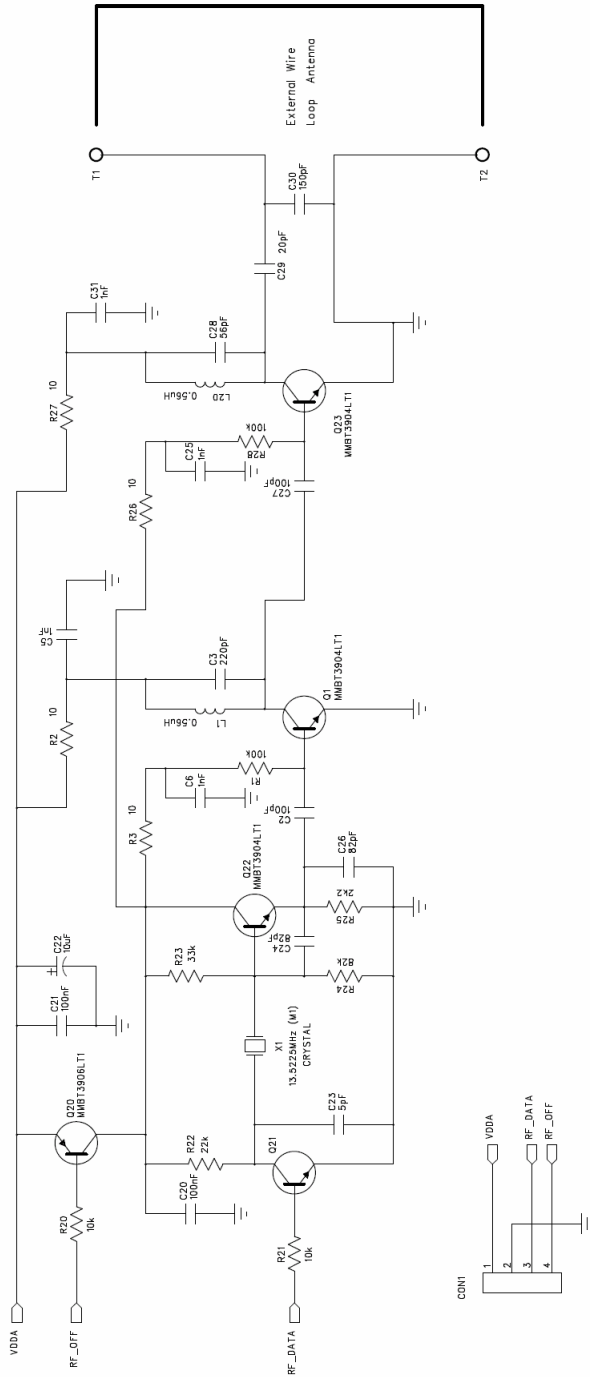 VDDA
RF_OFF
RF_DATA
R20
10k
Q20
MMBT3906LT1
C21
100nF
C22
10uF
+
R2
10
C5
1nF
R27
10
C31
1nF
R21
10k
C20
100nF
R22
22k
Q21
C23
5pF
X1
13.5225MHz (M1)
CRYSTAL
R23
33k
R24
82k
C24
82pF
Q22
MMBT3904LT1
R25
2k2
C26
82pF
R3
10
C6
1nF
R1
100k
C2
100pF
L1
0.56uH
C3
220pF
Q1
MMBT3904LT1
R26
10
C25
1nF
R28
100k
C27
100pF
L20
0.56uH
C28
56pF
Q23
MMBT3904LT1
C29
20pF
C30
150pF
T1
T2
External Wire
Loop Antenna
CON1
1
2
3
4
VDDA
RF_DATA
RF_OFF